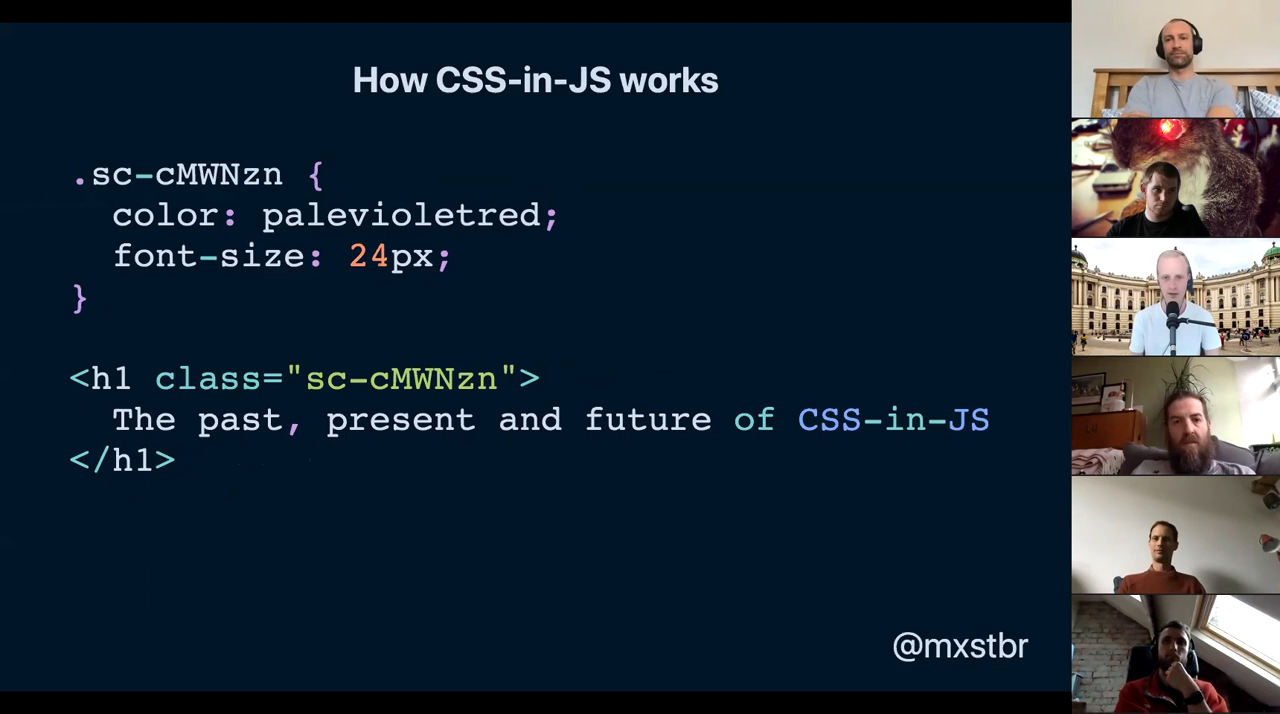 How CSS-in-JS works
.sc-cMWNzn {
  color: palevioletred;
  font-size: 24px;
}
<h1 class="sc-cMWNzn">
  The past, present and future of CSS-in-JS
</h1>
@mxstbr